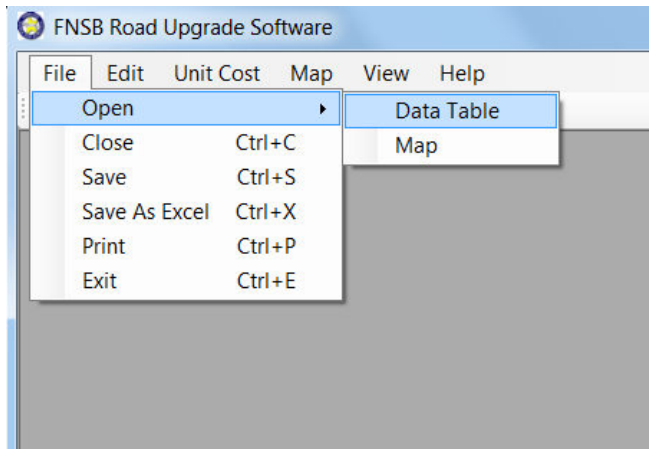 FNSB Road Upgrade Software
File Edit Unit Cost Map View Help
Open Data Table
Close Ctrl+C Map
Save Ctrl+S
Save As Excel Ctrl+X
Print Ctrl+P
Exit Ctrl+E